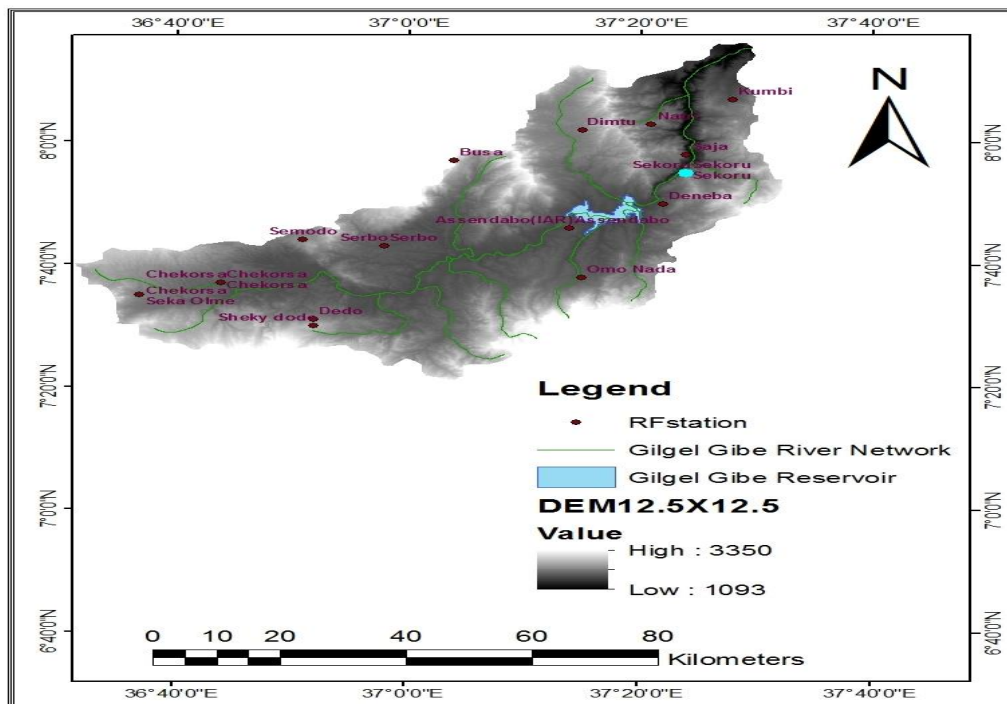 36°40'0"E 37°0'0"E 37°20'0"E 37°40'0"E
8°0'0"N 8°0'0"N
7°40'0"N 7°40'0"N
7°20'0"N 7°20'0"N
7°0'0"N 7°0'0"N
6°40'0"N 6°40'0"N
N
Kumbi
Dimtu
Busa
Sekoru
Sekoru
Deneba
Assendabo(IAR) Assendabo
Semodo
Serbo Serbo
Omo Nada
Chekorsa Chekorsa
Chekorsa Chekorsa
Seka Olme
Dedo
Sheky
Legend
RFstation
Gilgel Gibe River Network
Gilgel Gibe Reservoir
DEM12.5X12.5
Value
High : 3350
Low : 1093
0 10 20 40 60 80
Kilometers
36°40'0"E 37°0'0"E 37°20'0"E 37°40'0"E